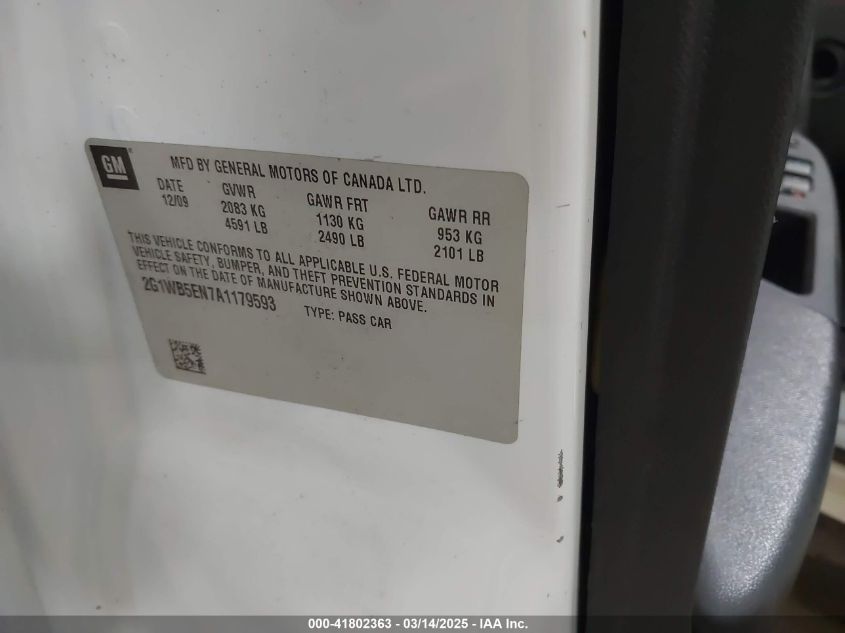 GM
MFD BY GENERAL MOTORS OF CANADA LTD.
DATE GVWR GAWR FRT GAWR RR
12/09 2083 KG 1130 KG 953 KG
4591 LB 2490 LB 2101 LB
THIS VEHICLE CONFORMS TO ALL APPLICABLE U.S. FEDERAL MOTOR
VEHICLE SAFETY, BUMPER, AND THEFT PREVENTION STANDARDS IN
EFFECT ON THE DATE OF MANUFACTURE SHOWN ABOVE.
2G1WB5EN7A1179593 TYPE: PASS CAR
000-41802363 - 03/14/2025 - IAA Inc.